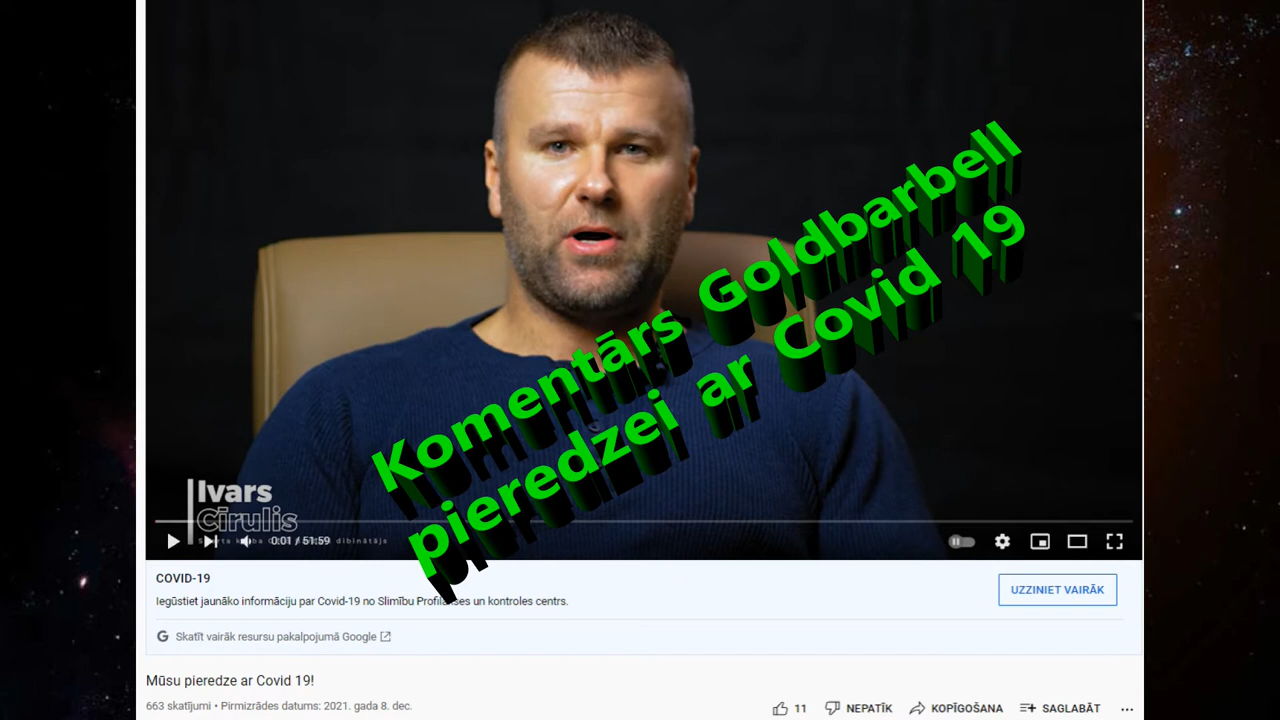 Komentārs Goldbarbell
pieredzei ar Covid 19
Ivars
Cīrulis
0:01 / 51:59
dibinātājs
COVID-19
Iegūstiet jaunāko informāciju par Covid-19 no Slimību Profilakses un kontroles centrs.
UZZINIET VAIRĀK
Skatīt vairāk resursu pakalpojumā Google
Mūsu pieredze ar Covid 19!
663 skatījumi • Pirmizrādes datums: 2021. gada 8. dec.
11 NEPATĪK KOPĪGOŠANA SAGLABĀT